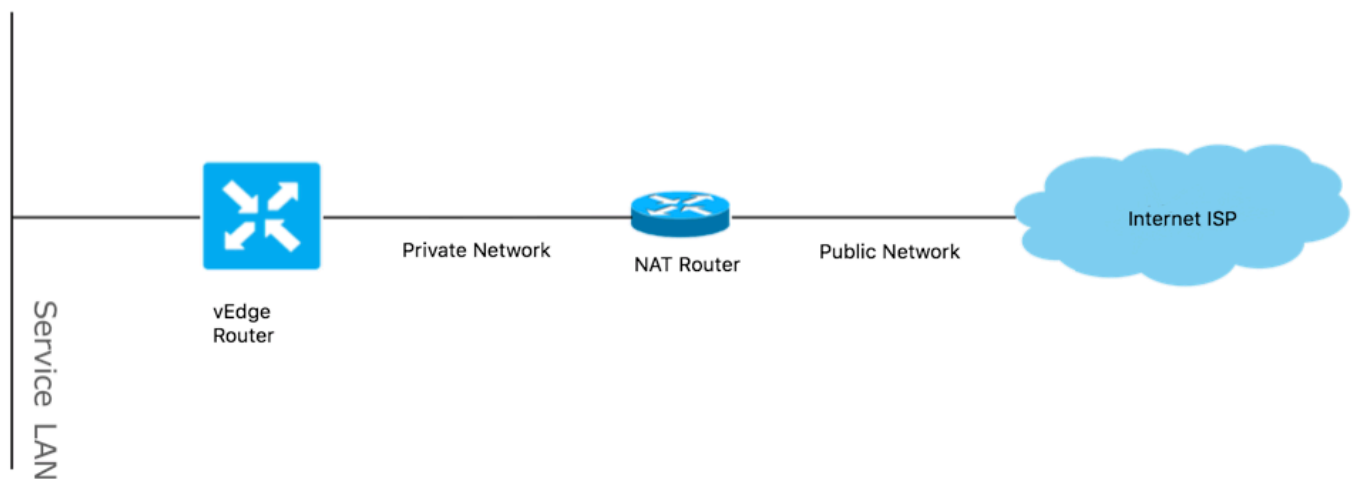 Service LAN
vEdge
Router
Private Network
NAT Router
Public Network
Internet ISP